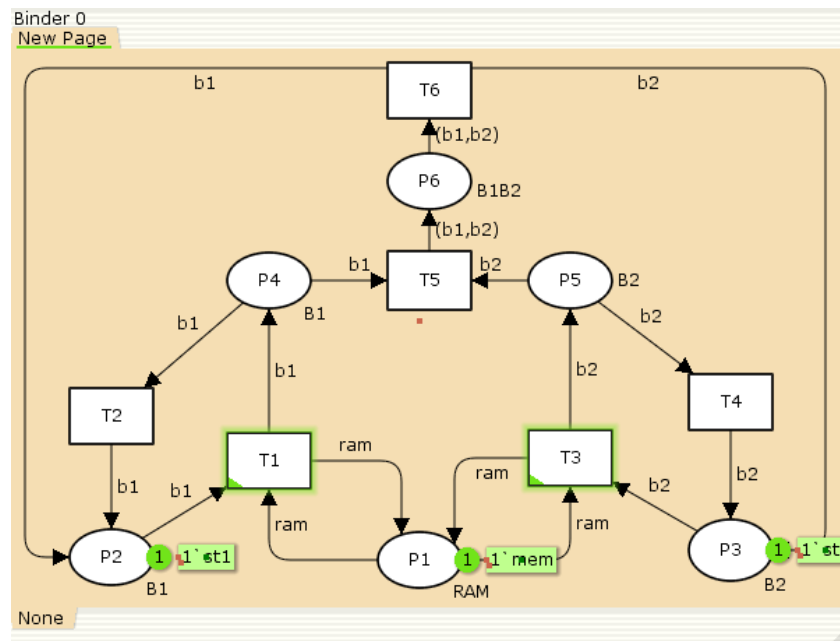 Binder 0
New Page
b1
T6
b2
(b1,b2)
P6
B1B2
(b1,b2)
P4
b1
T5
b2
P5
B2
B1
b1
b2
b1
b2
T2
T4
T1
ram
T3
ram
b1
b1
b2
b2
ram
ram
P2
1
1`st1
P1
1
1`mem
P3
1
1`st
B1
RAM
B2
None